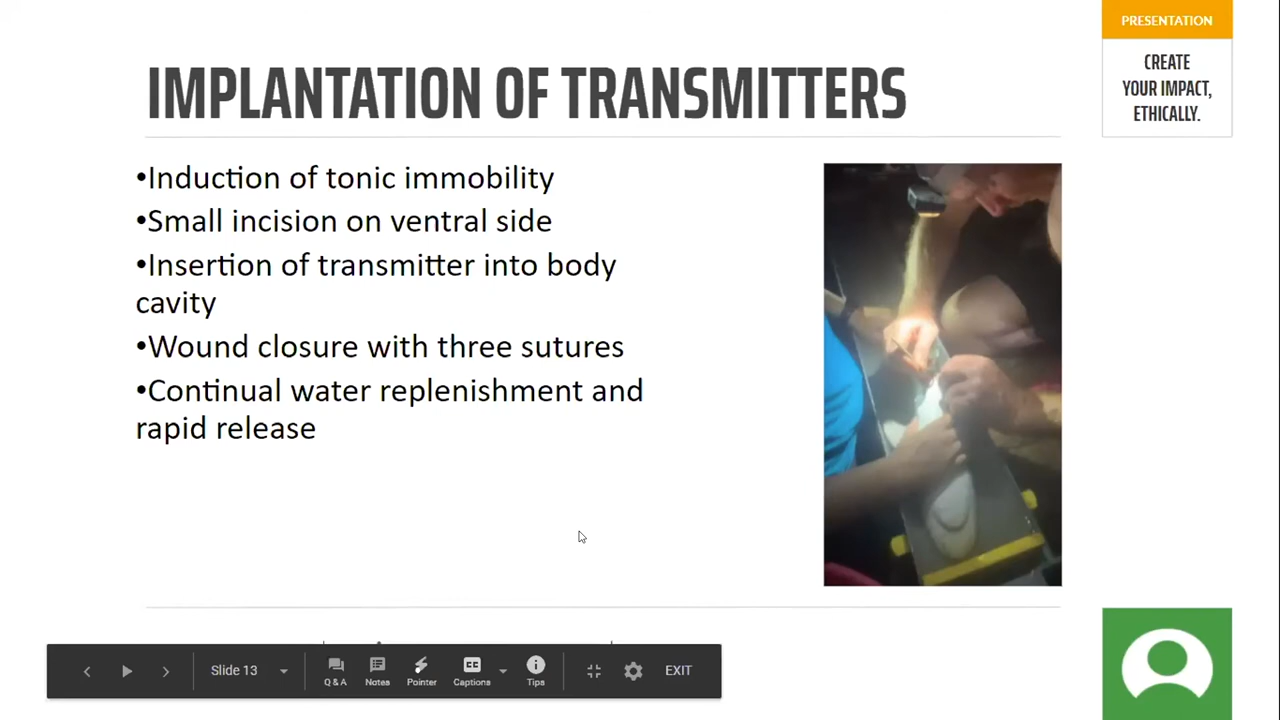 PRESENTATION
CREATE
YOUR IMPACT,
ETHICALLY.
IMPLANTATION OF TRANSMITTERS
•Induction of tonic immobility
•Small incision on ventral side
•Insertion of transmitter into body
cavity
•Wound closure with three sutures
•Continual water replenishment and
rapid release
Slide 13
Q & A
Notes
Pointer
CC
Captions
Tips
EXIT